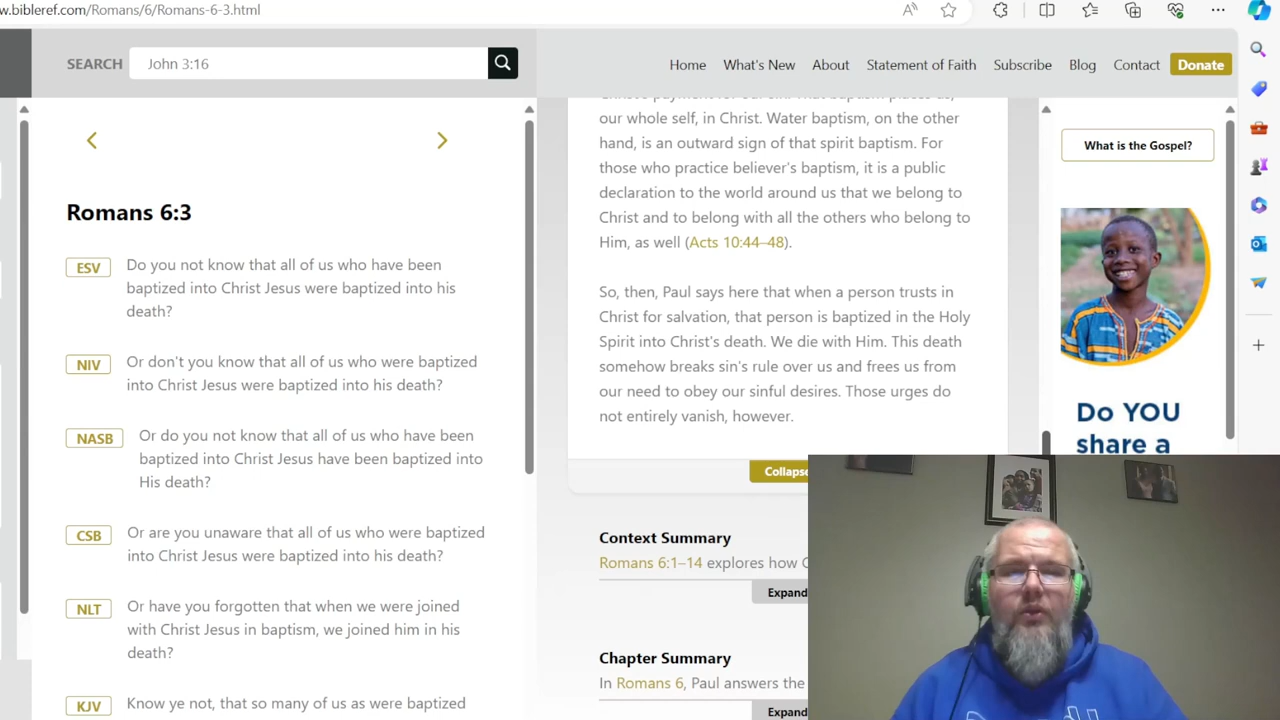 w.bibleref.com/Romans/6/Romans-6-3.html
SEARCH
John 3:16
Home
What's New
About
Statement of Faith
Subscribe
Blog
Contact
Donate
Romans 6:3
ESV
Do you not know that all of us who have been
baptized into Christ Jesus were baptized into his
death?
NIV
Or don't you know that all of us who were baptized
into Christ Jesus were baptized into his death?
NASB
Or do you not know that all of us who have been
baptized into Christ Jesus have been baptized into
His death?
CSB
Or are you unaware that all of us who were baptized
into Christ Jesus were baptized into his death?
NLT
Or have you forgotten that when we were joined
with Christ Jesus in baptism, we joined him in his
death?
KJV
Know ye not, that so many of us as were baptized
payment for our sin. That baptism places us,
our whole self, in Christ. Water baptism, on the other
hand, is an outward sign of that spirit baptism. For
those who practice believer's baptism, it is a public
declaration to the world around us that we belong to
Christ and to belong with all the others who belong to
Him, as well (Acts 10:44–48).
So, then, Paul says here that when a person trusts in
Christ for salvation, that person is baptized in the Holy
Spirit into Christ's death. We die with Him. This death
somehow breaks sin's rule over us and frees us from
our need to obey our sinful desires. Those urges do
not entirely vanish, however.
Collapse
Context Summary
Romans 6:1–14 explores how
Expand
Chapter Summary
In Romans 6, Paul answers the
Expand
What is the Gospel?
Do YOU
share a